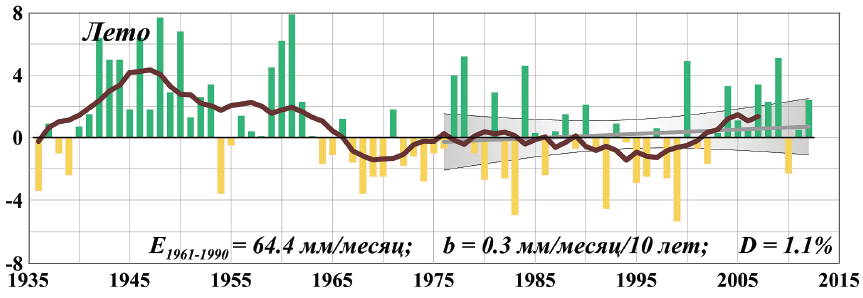 8
Лето
4
0
-4
E1961-1990 = 64.4 мм/месяц; b = 0.3 мм/месяц/10 лет; D = 1.1%
-8
1935 1945 1955 1965 1975 1985 1995 2005 2015